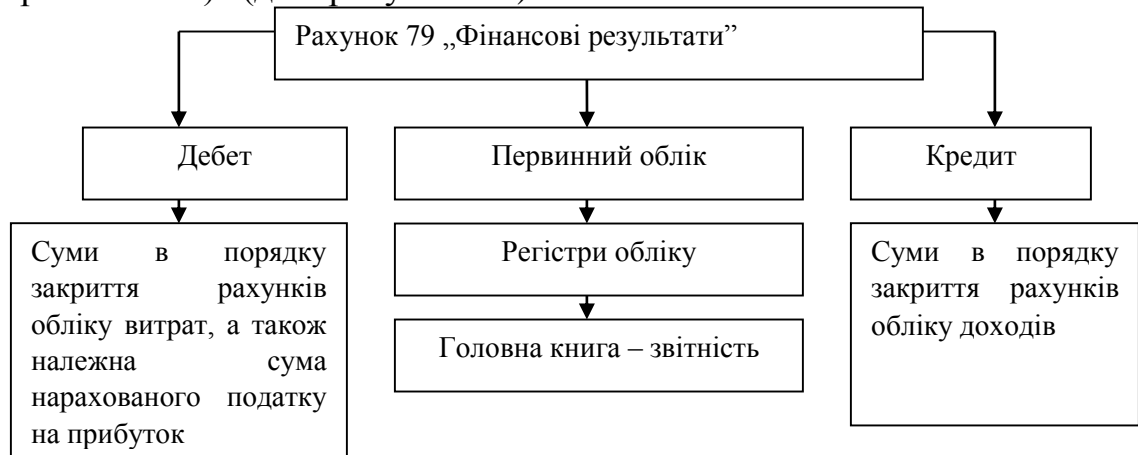 Рахунок 79 „Фінансові результати”
Дебет
Первинний облік
Кредит
Суми в порядку
закриття рахунків
обліку витрат, а також
належна сума
нарахованого податку
на прибуток
Регістри обліку
Головна книга – звітність
Суми в порядку
закриття рахунків
обліку доходів